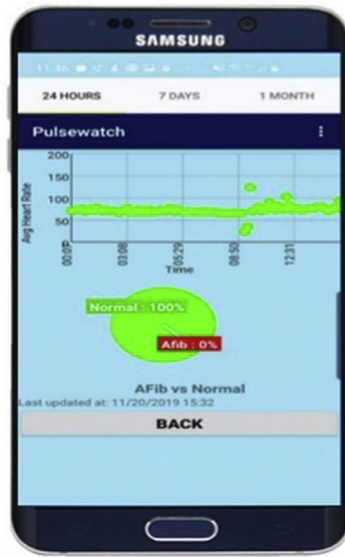 SAMSUNG
11:46
24 HOURS 7 DAYS 1 MONTH
Pulsewatch
200
150
100
50
Avg Heart Rate
03:08 05:29 08:50 12:31
Time
Normal : 100%
Afib : 0%
AFib vs Normal
Last updated at: 11/20/2019 15:32
BACK